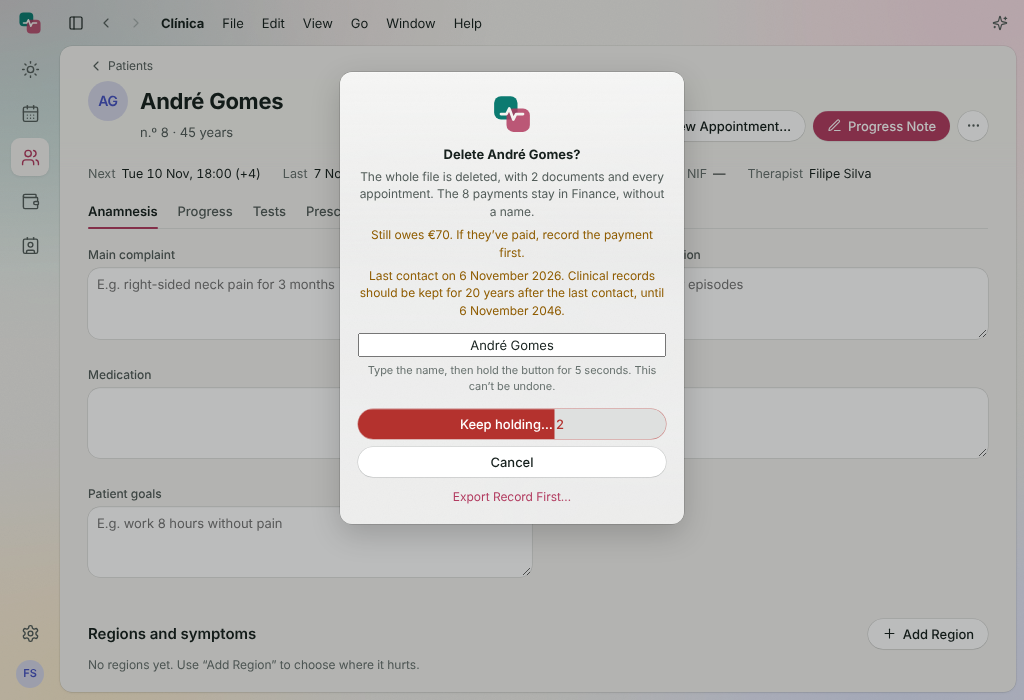 Clínica File Edit View Go Window Help
Patients
AG
André Gomes
n.º 8 · 45 years
w Appointment...
Progress Note
Next Tue 10 Nov, 18:00 (+4) Last 7 No
NIF — Therapist Filipe Silva
Anamnesis Progress Tests Presc
Main complaint
E.g. right-sided neck pain for 3 months
episodes
Medication
Patient goals
E.g. work 8 hours without pain
Regions and symptoms
Add Region
No regions yet. Use “Add Region” to choose where it hurts.
FS
Delete André Gomes?
The whole file is deleted, with 2 documents and every
appointment. The 8 payments stay in Finance, without
a name.
Still owes €70. If they’ve paid, record the payment
first.
Last contact on 6 November 2026. Clinical records
should be kept for 20 years after the last contact, until
6 November 2046.
André Gomes
Type the name, then hold the button for 5 seconds. This
can’t be undone.
Keep holding... 2
Cancel
Export Record First...